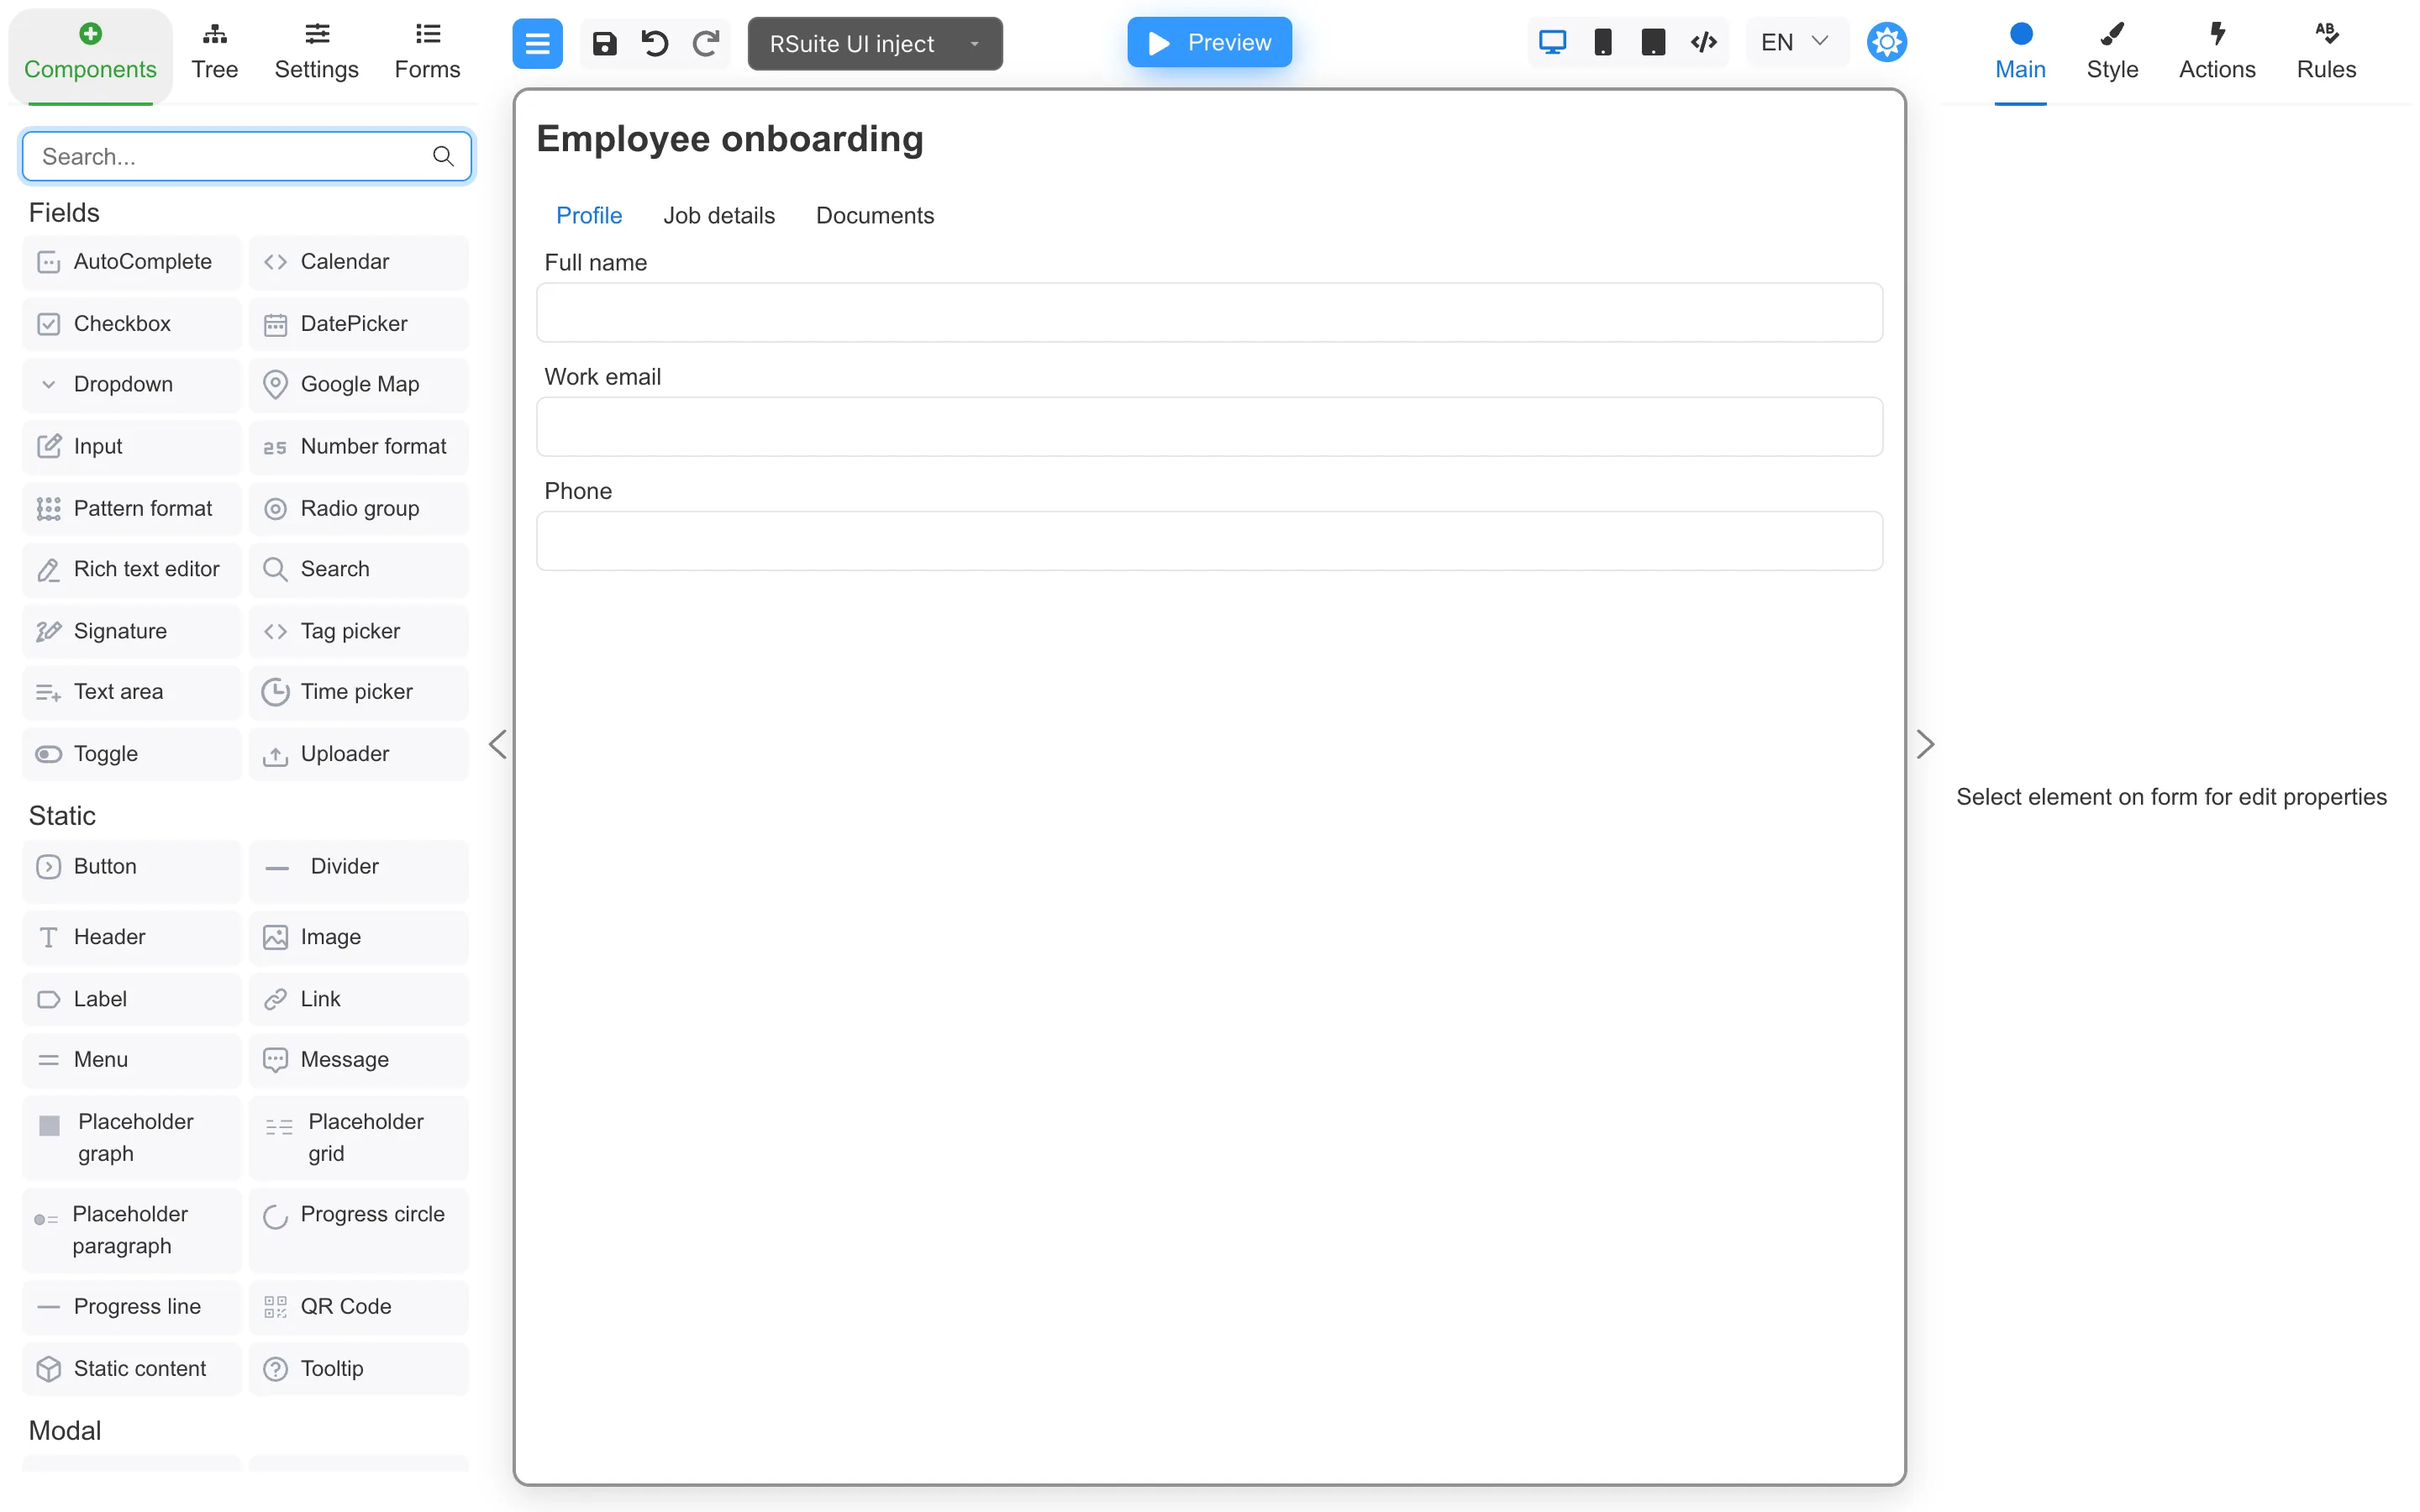 Components
Tree
Settings
Forms
RSuite UI inject
Preview
EN
Main
Style
Actions
AB
Rules
Search...
Fields
AutoComplete
Calendar
Checkbox
DatePicker
Dropdown
Google Map
Input
25 Number format
Pattern format
Radio group
Rich text editor
Search
Signature
Tag picker
Text area
Time picker
Toggle
Uploader
Static
Button
Divider
Header
Image
Label
Link
Menu
Message
Placeholder
graph
Placeholder
grid
Placeholder
paragraph
Progress circle
Progress line
QR Code
Static content
Tooltip
Modal
Employee onboarding
Profile
Job details
Documents
Full name
Work email
Phone
Select element on form for edit properties